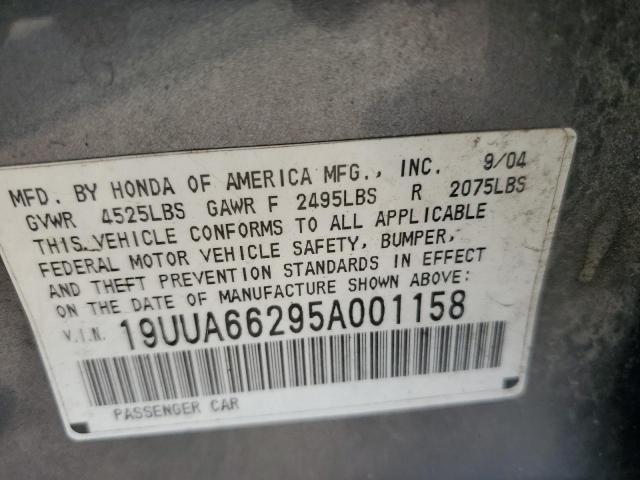 MFD. BY HONDA OF AMERICA MFG., INC. 9/04
GVWR 4525LBS GAWR F 2495LBS R 2075LBS
THIS VEHICLE CONFORMS TO ALL APPLICABLE
FEDERAL MOTOR VEHICLE SAFETY, BUMPER,
AND THEFT PREVENTION STANDARDS IN EFFECT
ON THE DATE OF MANUFACTURE SHOWN ABOVE:
V.I.N. 19UUA66295A001158
PASSENGER CAR